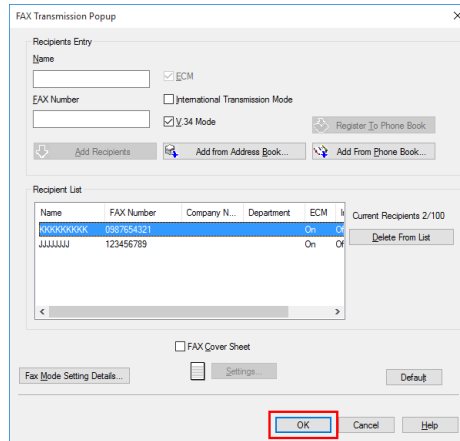 FAX Transmission Popup
Recipients Entry
Name
ECM
FAX Number
International Transmission Mode
V.34 Mode
Register To Phone Book
Add Recipients
Add from Address Book...
Add From Phone Book...
Recipient List
Name FAX Number Company N... Department ECM
Current Recipients 2/100
KKKKKKKKK 0987654321 On Of
Delete From List
JJJJJJJJ 123456789 On Of
FAX Cover Sheet
Fax Mode Setting Details...
Settings...
Default
OK Cancel Help